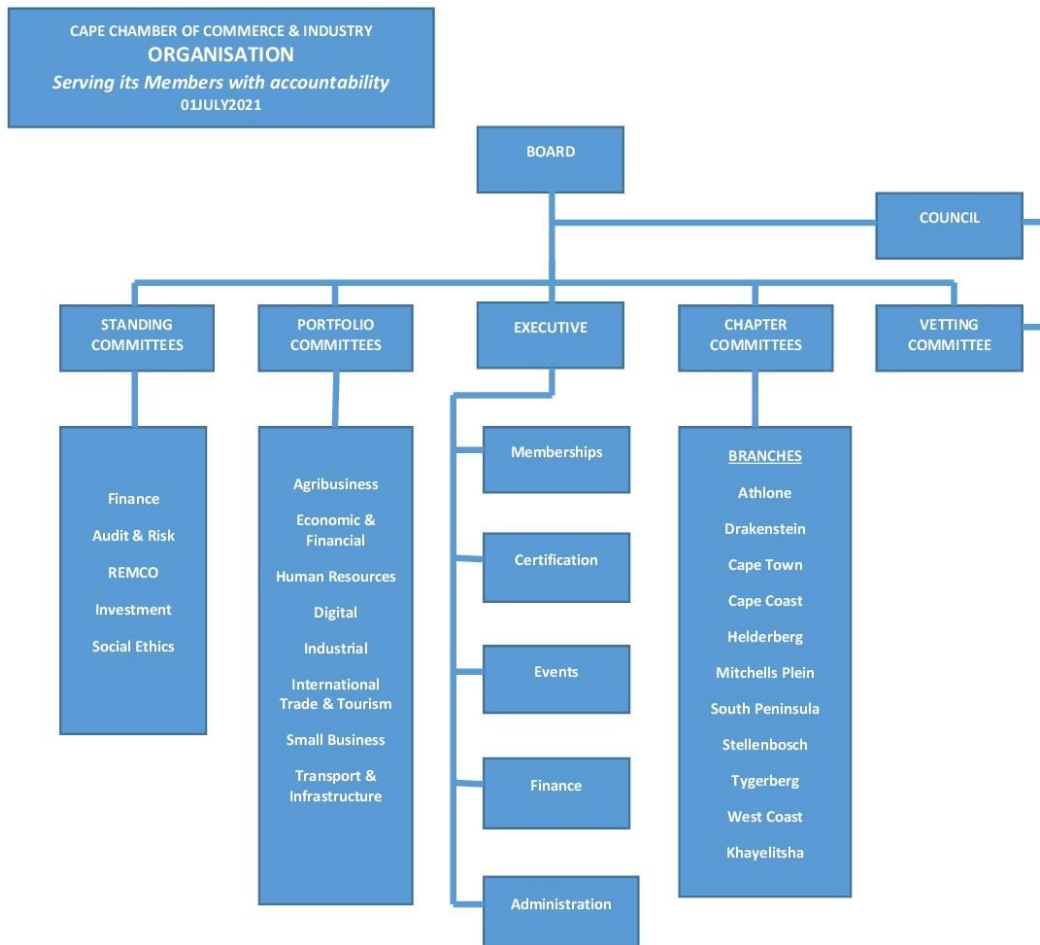 CAPE CHAMBER OF COMMERCE & INDUSTRY
ORGANISATION
Serving its Members with accountability
01JULY2021
BOARD
COUNCIL
STANDING
COMMITTEES
PORTFOLIO
COMMITTEES
EXECUTIVE
CHAPTER
COMMITTEES
VETTING
COMMITTEE
Finance
Audit & Risk
REMCO
Investment
Social Ethics
Agribusiness
Economic &
Financial
Human Resources
Digital
Industrial
International
Trade & Tourism
Small Business
Transport &
Infrastructure
Memberships
Certification
Events
Finance
Administration
BRANCHES
Athlone
Drakenstein
Cape Town
Cape Coast
Helderberg
Mitchells Plein
South Peninsula
Stellenbosch
Tygerberg
West Coast
Khayelitsha